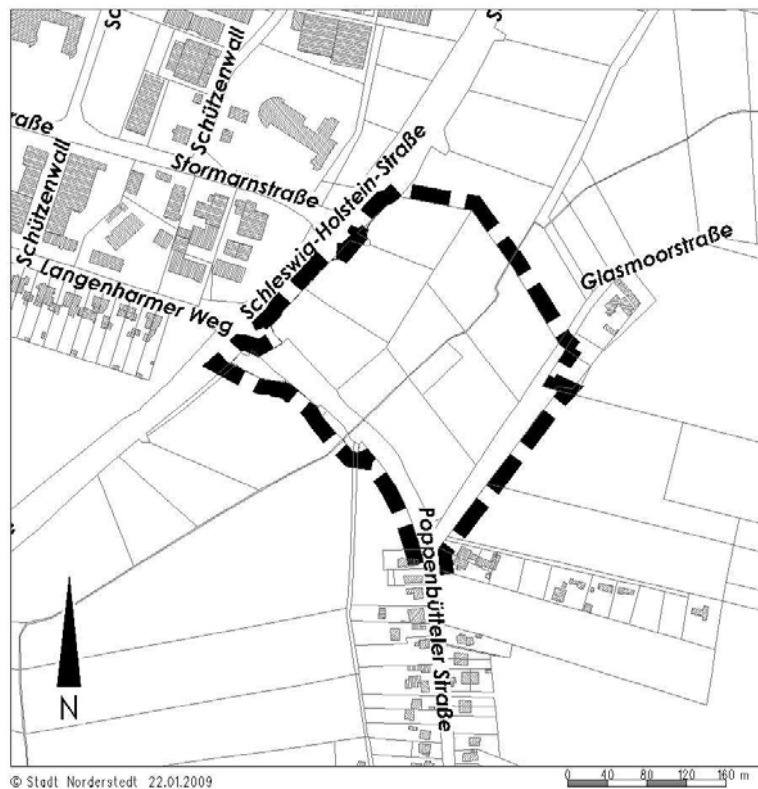 Schützenwall
Stormarnstraße
Schützenwall
Schleswig-Holstein-Straße
Langenharmer Weg
Glasmoorstraße
Poppenbütteler Straße
N
© Stadt Norderstedt 22.01.2009
0 40 80 120 160 m